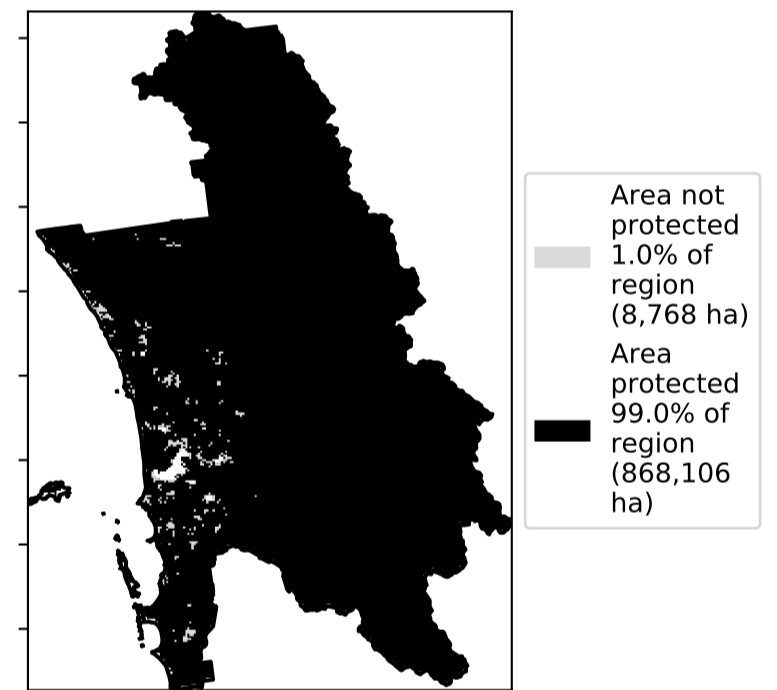 Area not
protected
1.0% of
region
(8,768 ha)
Area
protected
99.0% of
region
(868,106
ha)